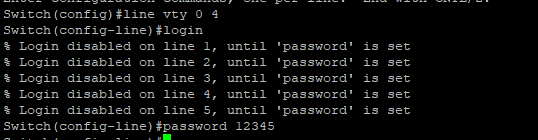 Enter configuration commands, one per line.  End with CNTL/Z.
Switch(config)#line vty 0 4
Switch(config-line)#login
% Login disabled on line 1, until 'password' is set
% Login disabled on line 2, until 'password' is set
% Login disabled on line 3, until 'password' is set
% Login disabled on line 4, until 'password' is set
% Login disabled on line 5, until 'password' is set
Switch(config-line)#password 12345
Switch(config-line)#